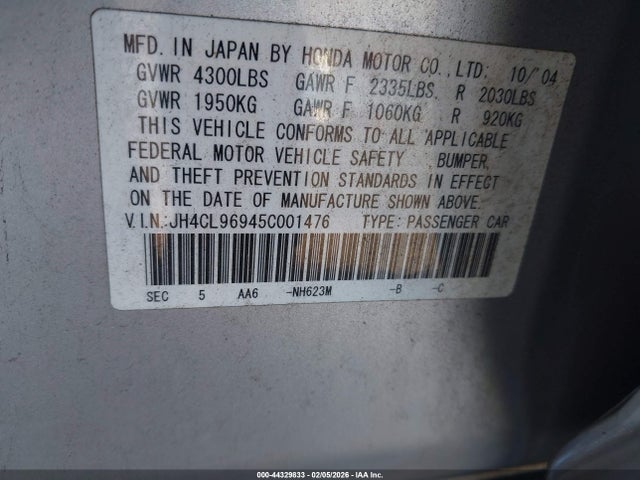 MFD. IN JAPAN BY HONDA MOTOR CO., LTD: 10/'04
GVWR 4300LBS GAWR F 2335LBS, R 2030LBS
GVWR 1950KG GAWR F 1060KG R 920KG
THIS VEHICLE CONFORMS TO ALL APPLICABLE
FEDERAL MOTOR VEHICLE SAFETY , BUMPER,
AND THEFT PREVENTION STANDARDS IN EFFECT
ON THE DATE OF MANUFACTURE SHOWN ABOVE.
V.I.N.:JH4CL96945C001476 TYPE: PASSENGER CAR
SEC 5 AA6 -NH623M -B -C
000-44329833 - 02/05/2026 - IAA Inc.